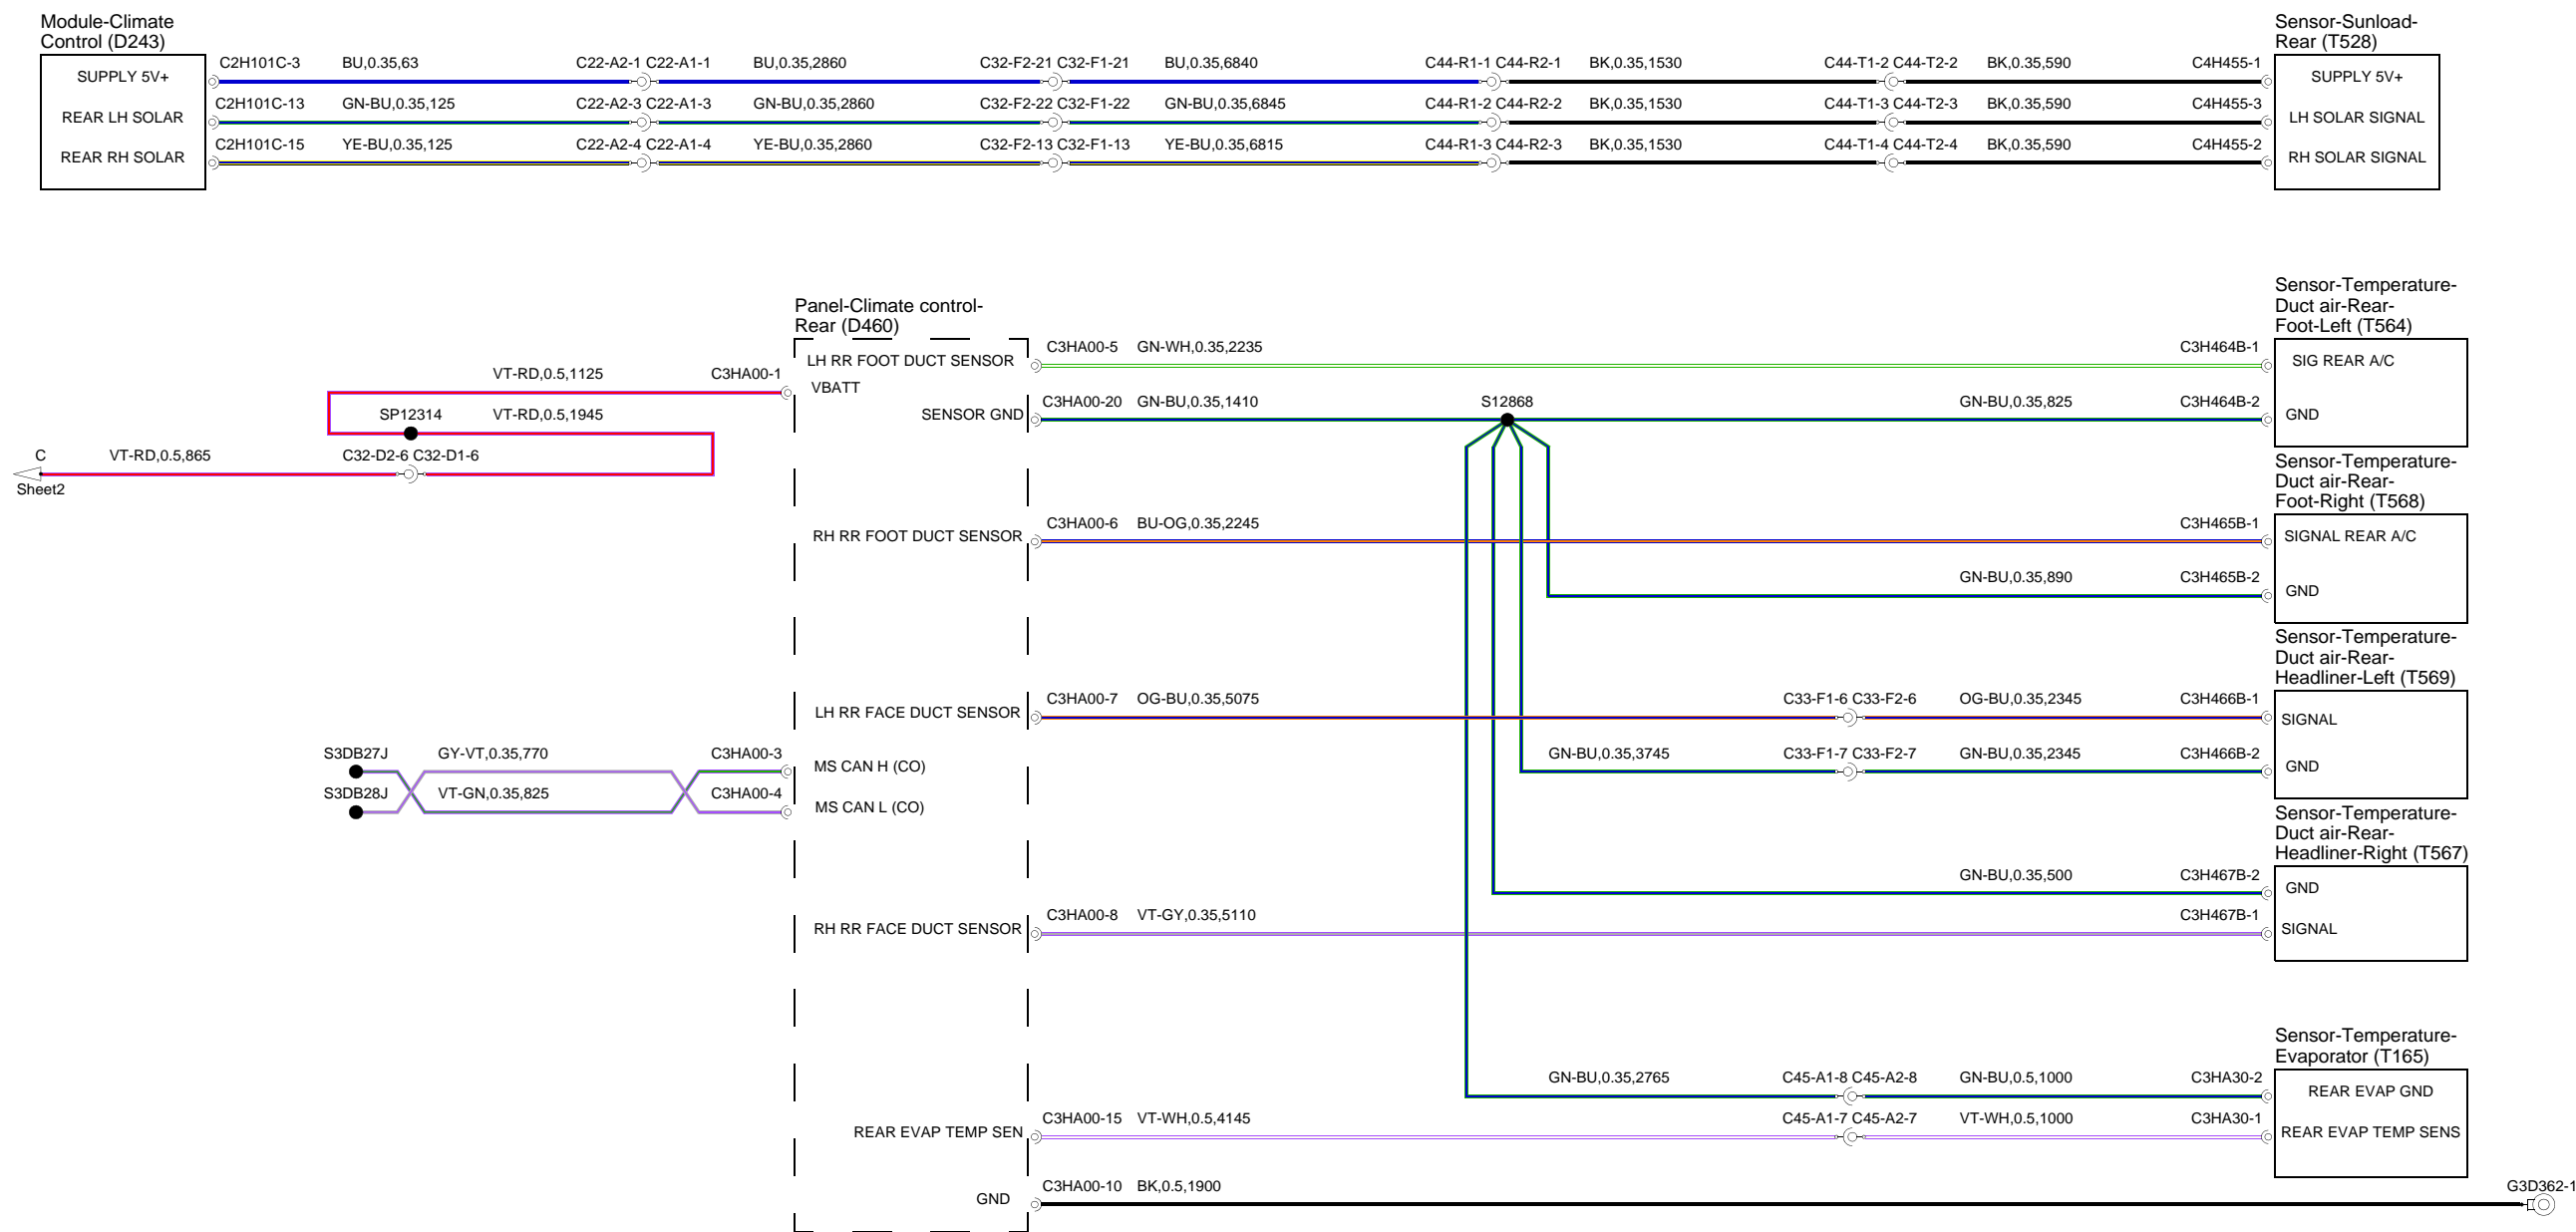 Module-Climate
Control (D243)
Sensor-Sunload-
Rear (T528)
SUPPLY 5V+
C2H101C-3 BU,0.35,63 C22-A2-1 C22-A1-1 BU,0.35,2860 C32-F2-21 C32-F1-21 BU,0.35,6840 C44-R1-1 C44-R2-1 BK,0.35,1530 C44-T1-2 C44-T2-2 BK,0.35,590 C4H455-1
SUPPLY 5V+
REAR LH SOLAR
C2H101C-13 GN-BU,0.35,125 C22-A2-3 C22-A1-3 GN-BU,0.35,2860 C32-F2-22 C32-F1-22 GN-BU,0.35,6845 C44-R1-2 C44-R2-2 BK,0.35,1530 C44-T1-3 C44-T2-3 BK,0.35,590 C4H455-3
LH SOLAR SIGNAL
REAR RH SOLAR
C2H101C-15 YE-BU,0.35,125 C22-A2-4 C22-A1-4 YE-BU,0.35,2860 C32-F2-13 C32-F1-13 YE-BU,0.35,6815 C44-R1-3 C44-R2-3 BK,0.35,1530 C44-T1-4 C44-T2-4 BK,0.35,590 C4H455-2
RH SOLAR SIGNAL
Panel-Climate control-
Rear (D460)
Sensor-Temperature-
Duct air-Rear-
Foot-Left (T564)
LH RR FOOT DUCT SENSOR
C3HA00-5 GN-WH,0.35,2235 C3H464B-1
SIG REAR A/C
VT-RD,0.5,1125 C3HA00-1
VBATT
SENSOR GND
C3HA00-20 GN-BU,0.35,1410 S12868 GN-BU,0.35,825 C3H464B-2
GND
SP12314 VT-RD,0.5,1945
C VT-RD,0.5,865 C32-D2-6 C32-D1-6
Sheet2
Sensor-Temperature-
Duct air-Rear-
Foot-Right (T568)
RH RR FOOT DUCT SENSOR
C3HA00-6 BU-OG,0.35,2245 C3H465B-1
SIGNAL REAR A/C
GN-BU,0.35,890 C3H465B-2
GND
Sensor-Temperature-
Duct air-Rear-
Headliner-Left (T569)
LH RR FACE DUCT SENSOR
C3HA00-7 OG-BU,0.35,5075 C33-F1-6 C33-F2-6 OG-BU,0.35,2345 C3H466B-1
SIGNAL
S3DB27J GY-VT,0.35,770 C3HA00-3
MS CAN H (CO)
GN-BU,0.35,3745 C33-F1-7 C33-F2-7 GN-BU,0.35,2345 C3H466B-2
GND
S3DB28J VT-GN,0.35,825 C3HA00-4
MS CAN L (CO)
Sensor-Temperature-
Duct air-Rear-
Headliner-Right (T567)
GN-BU,0.35,500 C3H467B-2
GND
RH RR FACE DUCT SENSOR
C3HA00-8 VT-GY,0.35,5110 C3H467B-1
SIGNAL
Sensor-Temperature-
Evaporator (T165)
GN-BU,0.35,2765 C45-A1-8 C45-A2-8 GN-BU,0.5,1000 C3HA30-2
REAR EVAP GND
REAR EVAP TEMP SEN
C3HA00-15 VT-WH,0.5,4145 C45-A1-7 C45-A2-7 VT-WH,0.5,1000 C3HA30-1
REAR EVAP TEMP SENS
GND
C3HA00-10 BK,0.5,1900 G3D362-1